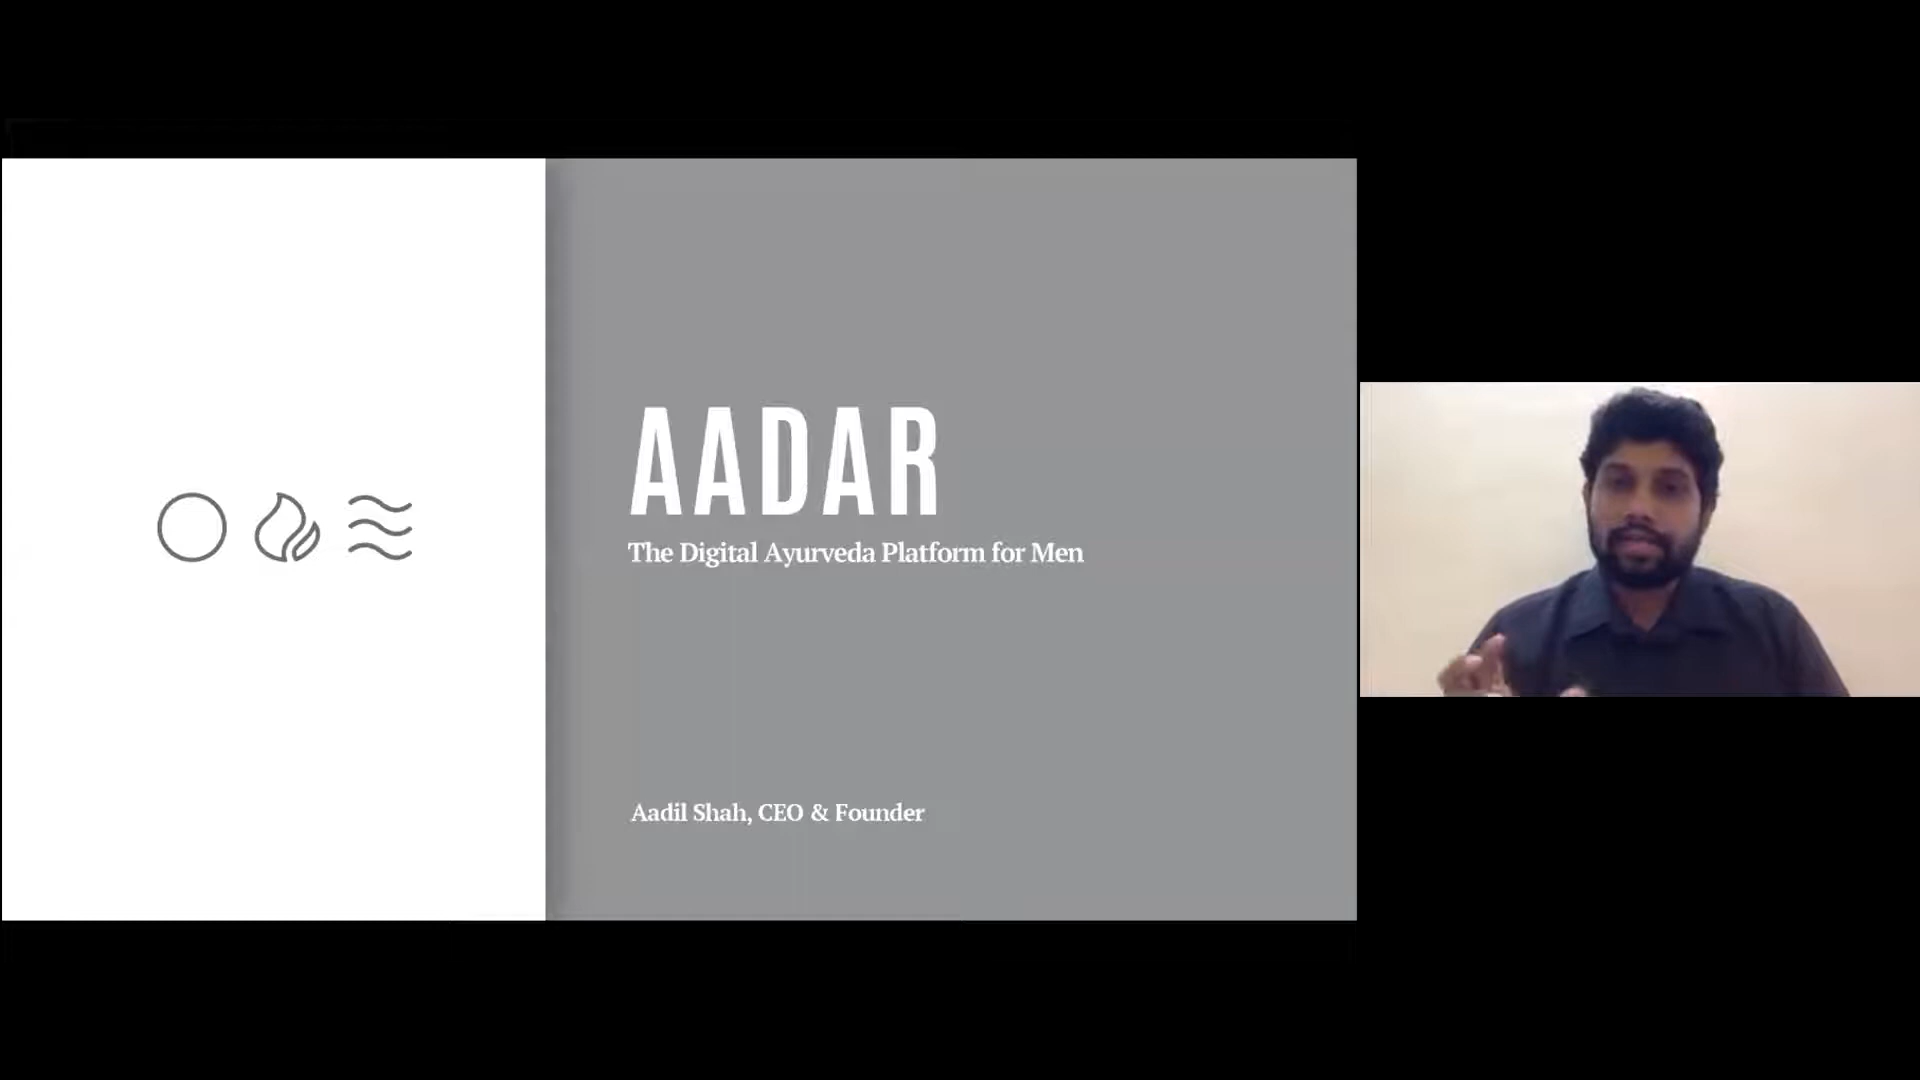 AADAR
The Digital Ayurveda Platform for Men
Aadil Shah, CEO & Founder